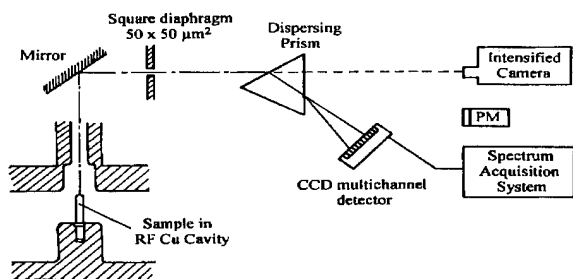 Square diaphragm
50 x 50 μm²
Mirror
Dispersing
Prism
Intensified
Camera
PM
Spectrum
Acquisition
System
CCD multichannel
detector
Sample in
RF Cu Cavity